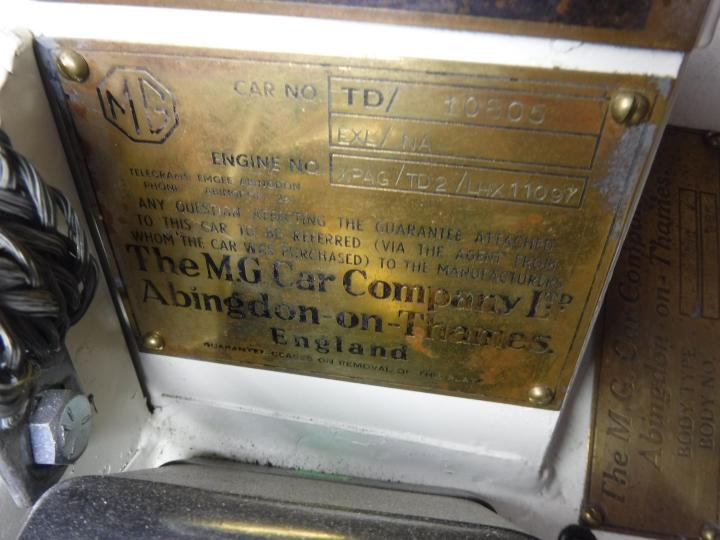 MG
CAR NO. TD/ 10805
EXL/NA
ENGINE NO. XPAG/TD2/LHX11097
TELEGRAMS EMGEE ABINGDON
PHONE ABINGDON
ANY QUESTION AFFECTING THE GUARANTEE ATTACHED
TO THIS CAR TO BE REFERRED (VIA THE AGENT FROM
WHOM THE CAR WAS PURCHASED) TO THE MANUFACTURERS
The M.G Car Company LTD
Abingdon-on-Thames.
England
GUARANTEE CEASES ON REMOVAL OF THIS PLATE
The M.G. Car Company
Abingdon-on-Thames
BODY TYPE
BODY NO.